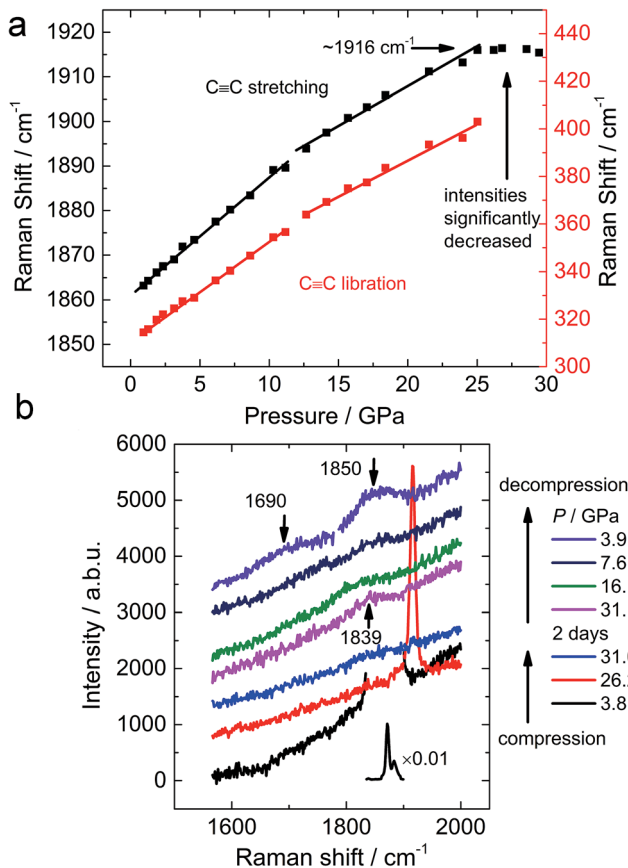 a
1920
1910
1900
1890
1880
1870
1860
1850
Raman Shift / cm-1
~1916 cm-1
C≡C stretching
intensities
significantly
decreased
C≡C libration
450
420
400
380
360
340
320
300
Raman Shift / cm-1
0 5 10 15 20 25 30
Pressure / GPa
b
6000
5000
4000
3000
2000
1000
0
Intensity / a.b.u.
1850
1690
1839
×0.01
1600 1800 2000
Raman shift / cm-1
decompression
P / GPa
3.9
7.6
16.
31.
2 days
31.
26.
3.8
compression